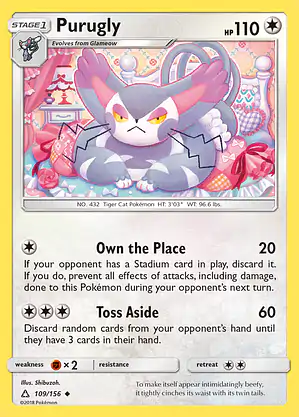 STAGE 1 Purugly HP 110
Evolves from Glameow
NO. 432 Tiger Cat Pokémon HT: 3'03" WT: 96.6 lbs.
Own the Place 20
If your opponent has a Stadium card in play, discard it.
If you do, prevent all effects of attacks, including damage,
done to this Pokémon during your opponent's next turn.
Toss Aside 60
Discard random cards from your opponent's hand until
they have 3 cards in their hand.
weakness ×2 resistance retreat
Illus. Shibuzoh.
109/156
©2018 Pokémon
To make itself appear intimidatingly beefy,
it tightly cinches its waist with its twin tails.